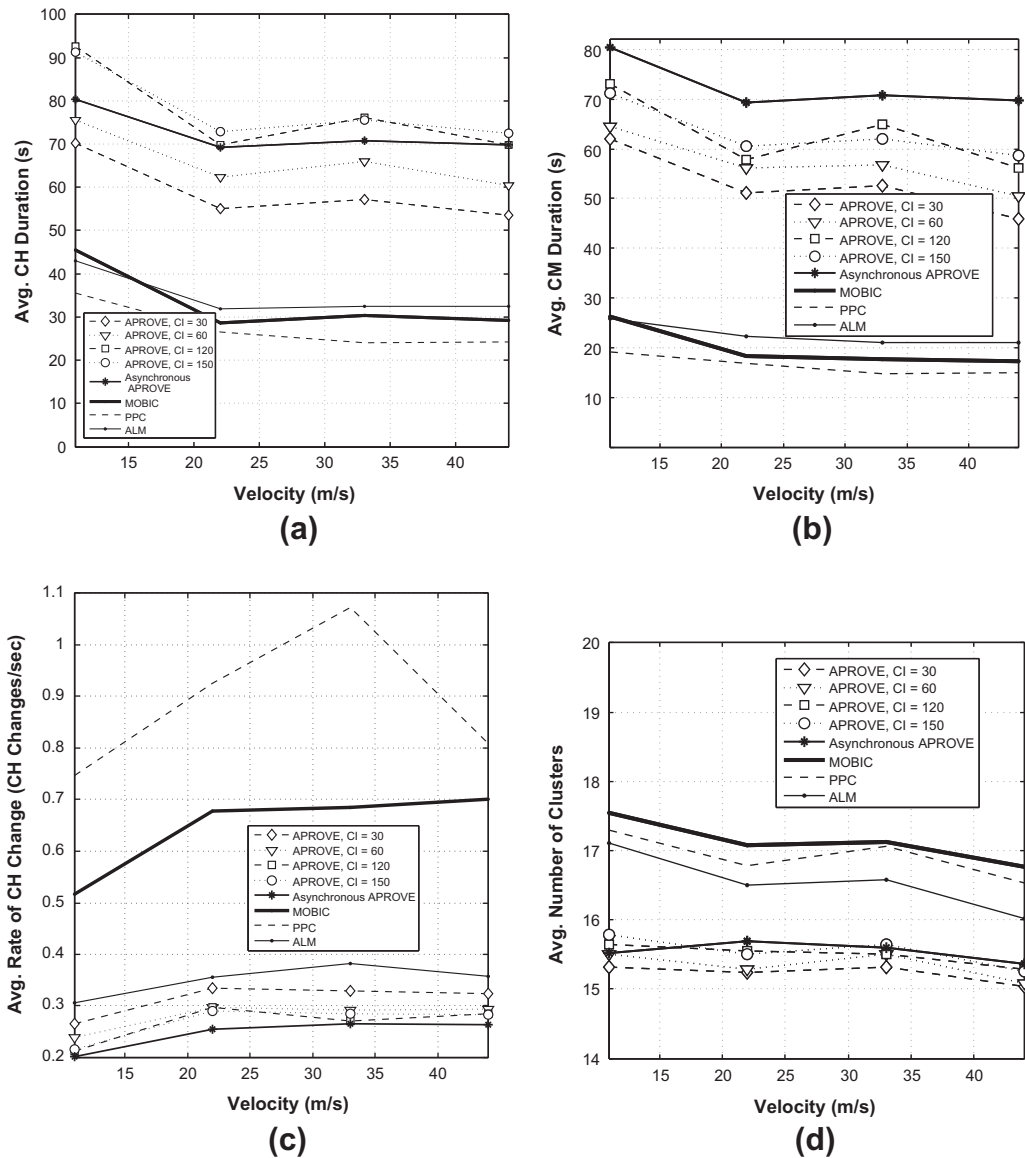 100
90
80
70
60
50
40
30
20
10
0
Avg. CH Duration (s)
APROVE, CI = 30
APROVE, CI = 60
APROVE, CI = 120
APROVE, CI = 150
Asynchronous
APROVE
MOBIC
PPC
ALM
15 20 25 30 35 40
Velocity (m/s)
(a)
80
70
60
50
40
30
20
10
Avg. CM Duration (s)
APROVE, CI = 30
APROVE, CI = 60
APROVE, CI = 120
APROVE, CI = 150
Asynchronous APROVE
MOBIC
PPC
ALM
15 20 25 30 35 40
Velocity (m/s)
(b)
1.1
1
0.9
0.8
0.7
0.6
0.5
0.4
0.3
0.2
Avg. Rate of CH Change (CH Changes/sec)
APROVE, CI = 30
APROVE, CI = 60
APROVE, CI = 120
APROVE, CI = 150
Asynchronous APROVE
MOBIC
PPC
ALM
15 20 25 30 35 40
Velocity (m/s)
(c)
20
19
18
17
16
15
14
Avg. Number of Clusters
APROVE, CI = 30
APROVE, CI = 60
APROVE, CI = 120
APROVE, CI = 150
Asynchronous APROVE
MOBIC
PPC
ALM
15 20 25 30 35 40
Velocity (m/s)
(d)